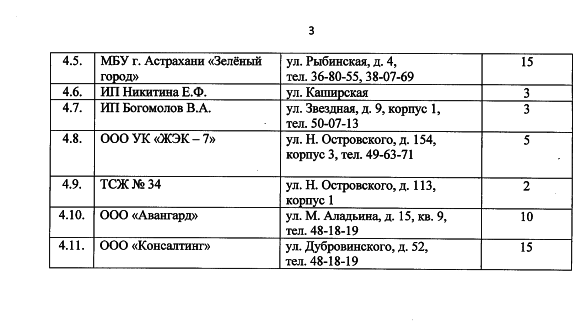 3
4.5. МБУ г. Астрахани «Зелёный ул. Рыбинская, д. 4, 15
город» тел. 36-80-55, 38-07-69
4.6. ИП Никитина Е.Ф. ул. Каширская 3
4.7. ИП Богомолов В.А. ул. Звездная, д. 9, корпус 1, 3
тел. 50-07-13
4.8. ООО УК «ЖЭК – 7» ул. Н. Островского, д. 154, 5
корпус 3, тел. 49-63-71
4.9. ТСЖ № 34 ул. Н. Островского, д. 113, 2
корпус 1
4.10. ООО «Авангард» ул. М. Аладьина, д. 15, кв. 9, 10
тел. 48-18-19
4.11. ООО «Консалтинг» ул. Дубровинского, д. 52, 15
тел. 48-18-19